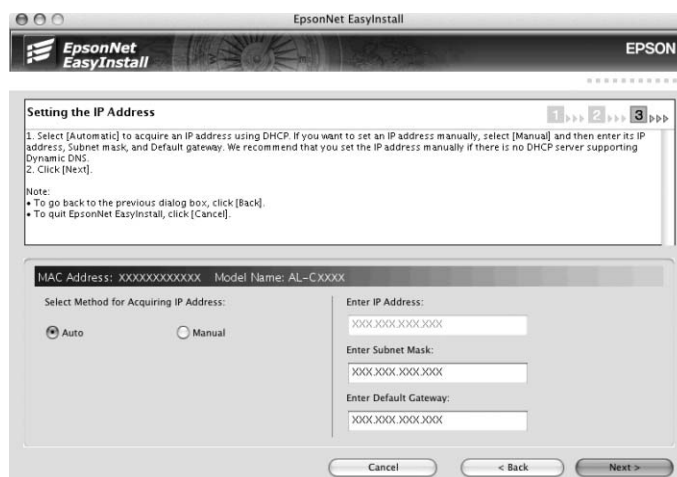 EpsonNet EasyInstall
EpsonNet
EasyInstall
EPSON
Setting the IP Address
1 2 3
1. Select [Automatic] to acquire an IP address using DHCP. If you want to set an IP address manually, select [Manual] and then enter its IP
address, Subnet mask, and Default gateway. We recommend that you set the IP address manually if there is no DHCP server supporting
Dynamic DNS.
2. Click [Next].
Note:
• To go back to the previous dialog box, click [Back].
• To quit EpsonNet EasyInstall, click [Cancel].
MAC Address: XXXXXXXXXXXX Model Name: AL-CXXXX
Select Method for Acquiring IP Address:
Auto
Manual
Enter IP Address:
XXX.XXX.XXX.XXX
Enter Subnet Mask:
XXX.XXX.XXX.XXX
Enter Default Gateway:
XXX.XXX.XXX.XXX
Cancel
< Back
Next >